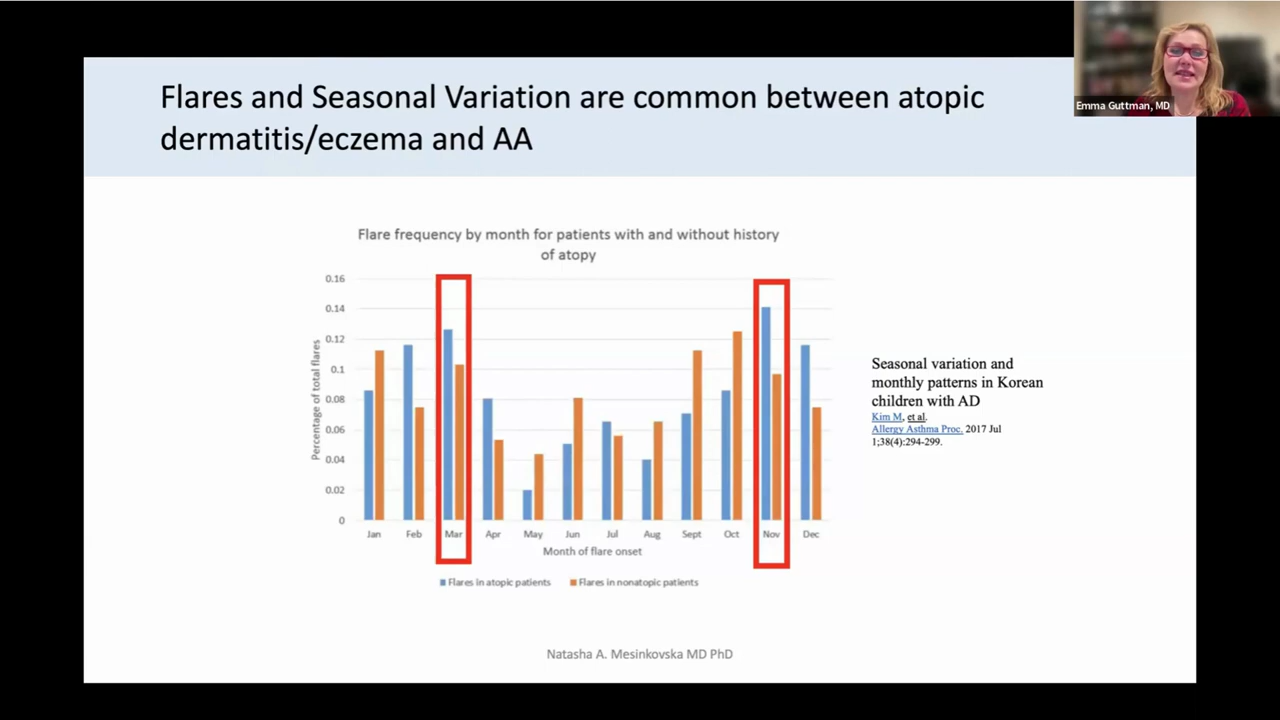 Flares and Seasonal Variation are common between atopic
dermatitis/eczema and AA
Emma Guttman, MD
Flare frequency by month for patients with and without history
of atopy
Percentage of total flares
0.16
0.14
0.12
0.1
0.08
0.06
0.04
0.02
0
Jan Feb Mar Apr May Jun Jul Aug Sept Oct Nov Dec
Month of flare onset
Flares in atopic patients Flares in nonatopic patients
Seasonal variation and
monthly patterns in Korean
children with AD
Kim M, et al.
Allergy Asthma Proc. 2017 Jul
1;38(4):294-299.
Natasha A. Mesinkovska MD PhD